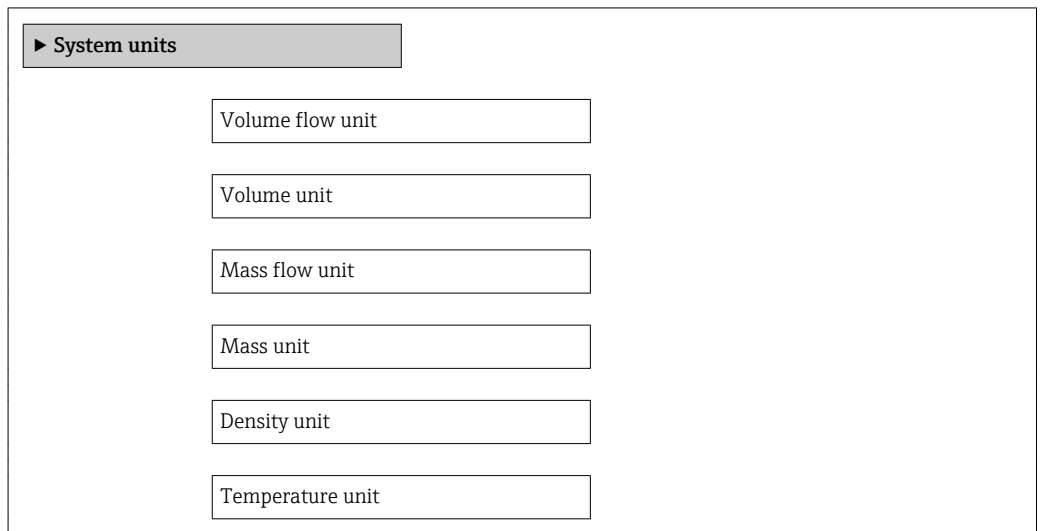 ► System units
Volume flow unit
Volume unit
Mass flow unit
Mass unit
Density unit
Temperature unit